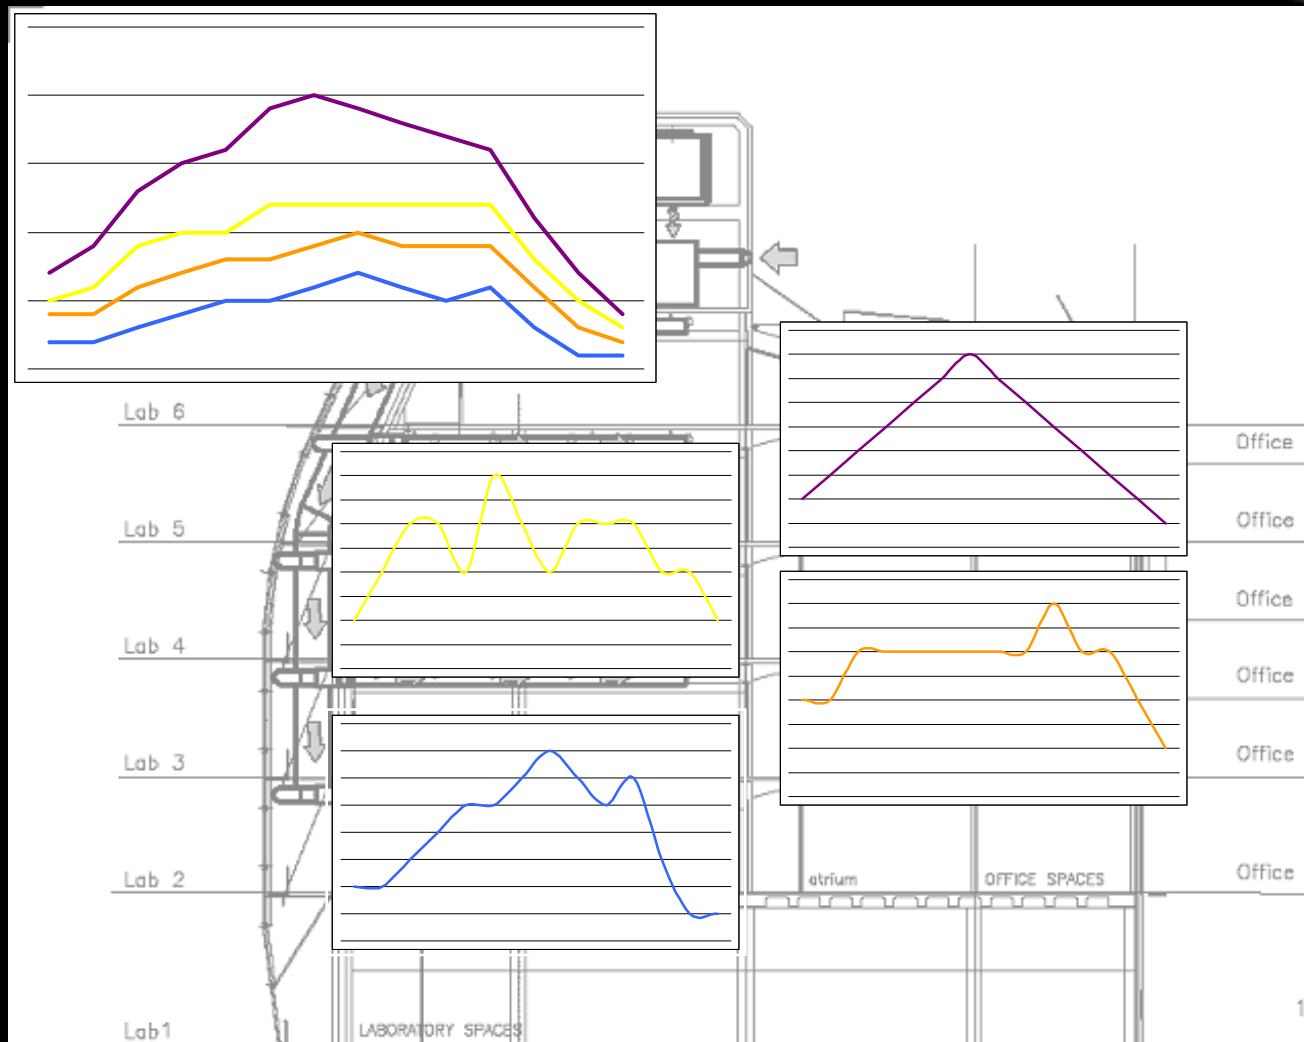 Lab 6
Office
Lab 5
Office
Office
Lab 4
Office
Lab 3
Office
Lab 2
atrium
OFFICE SPACES
Office
1
Lab1
LABORATORY SPACES